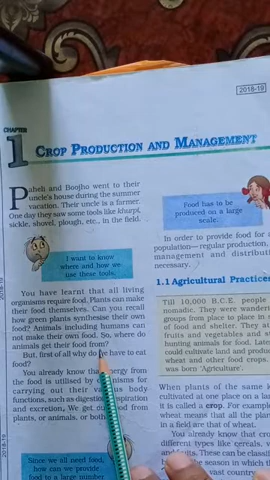 2018-19
CHAPTER
1
CROP PRODUCTION AND MANAGEMENT
Paheli and Boojho went to their
uncle's house during the summer
vacation. Their uncle is a farmer.
One day they saw some tools like khurpi,
sickle, shovel, plough, etc., in the field.
I want to know
where and how we
use these tools.
You have learnt that all living
organisms require food. Plants can make
their food themselves. Can you recall
how green plants synthesise their own
food? Animals including humans can
not make their own food. So, where do
animals get their food from?
But, first of all why do we have to eat
food?
You already know that energy from
the food is utilised by organisms for
carrying out their various body
functions, such as digestion, respiration
and excretion. We get our food from
plants, or animals, or both.
Since we all need food,
how can we provide
food to a large number
Food has to be
produced on a large
scale.
In order to provide food for a
population— regular production,
management and distribut
necessary.
1.1 Agricultural Practices
Till 10,000 B.C.E. people
nomadic. They were wander
groups from place to place in s
of food and shelter. They at
fruits and vegetables and s
hunting animals for food. Later
could cultivate land and produc
wheat and other food crops.
was born 'Agriculture'.
When plants of the same k
cultivated at one place on a lar
it is called a crop. For exampl
wheat means that all the plan
in a field are that of wheat.
You already know that cro
different types like cereals, v
and fruits. These can be classif
the season in which t
vast country
2018-19